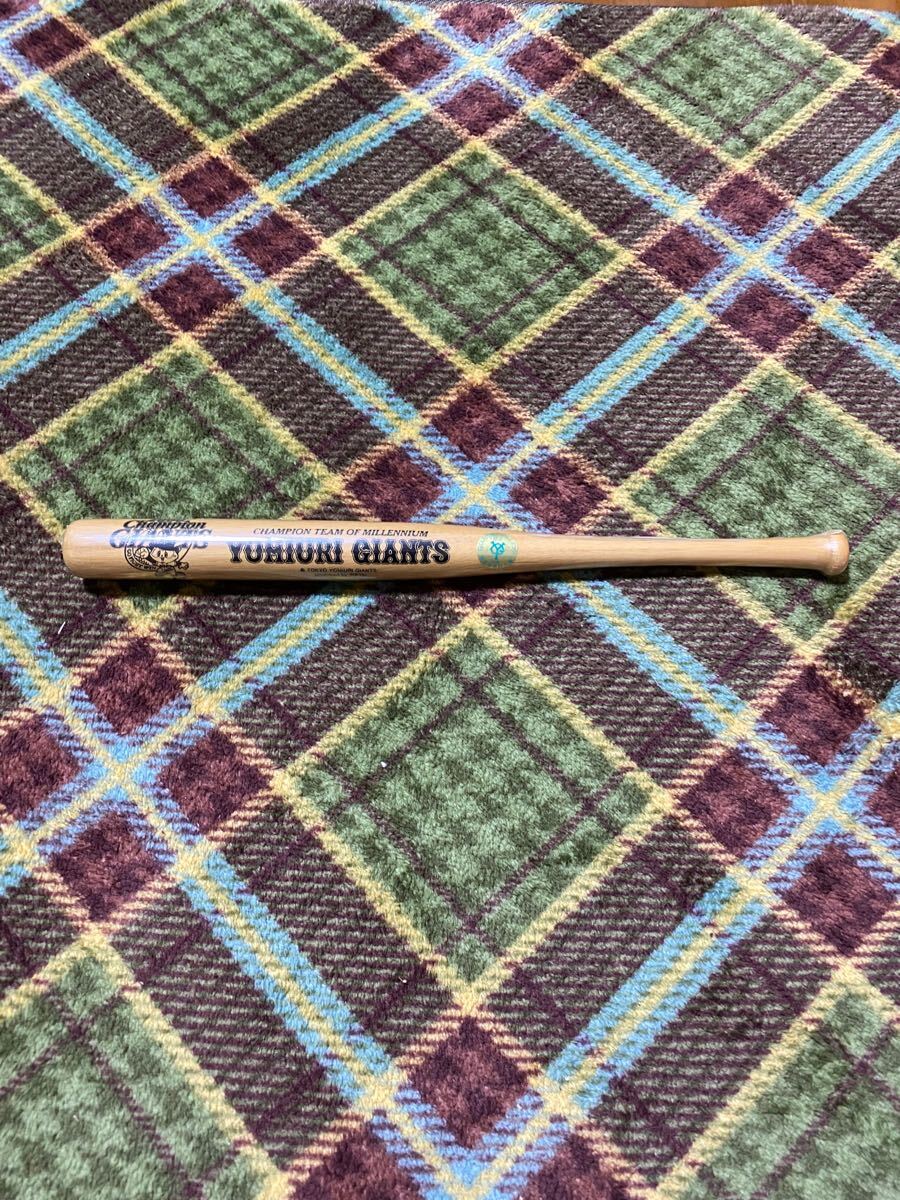 Champion
GIANTS
CHAMPION TEAM OF MILLENNIUM
YOMIURI GIANTS
& TOKYO YOMIURI GIANTS